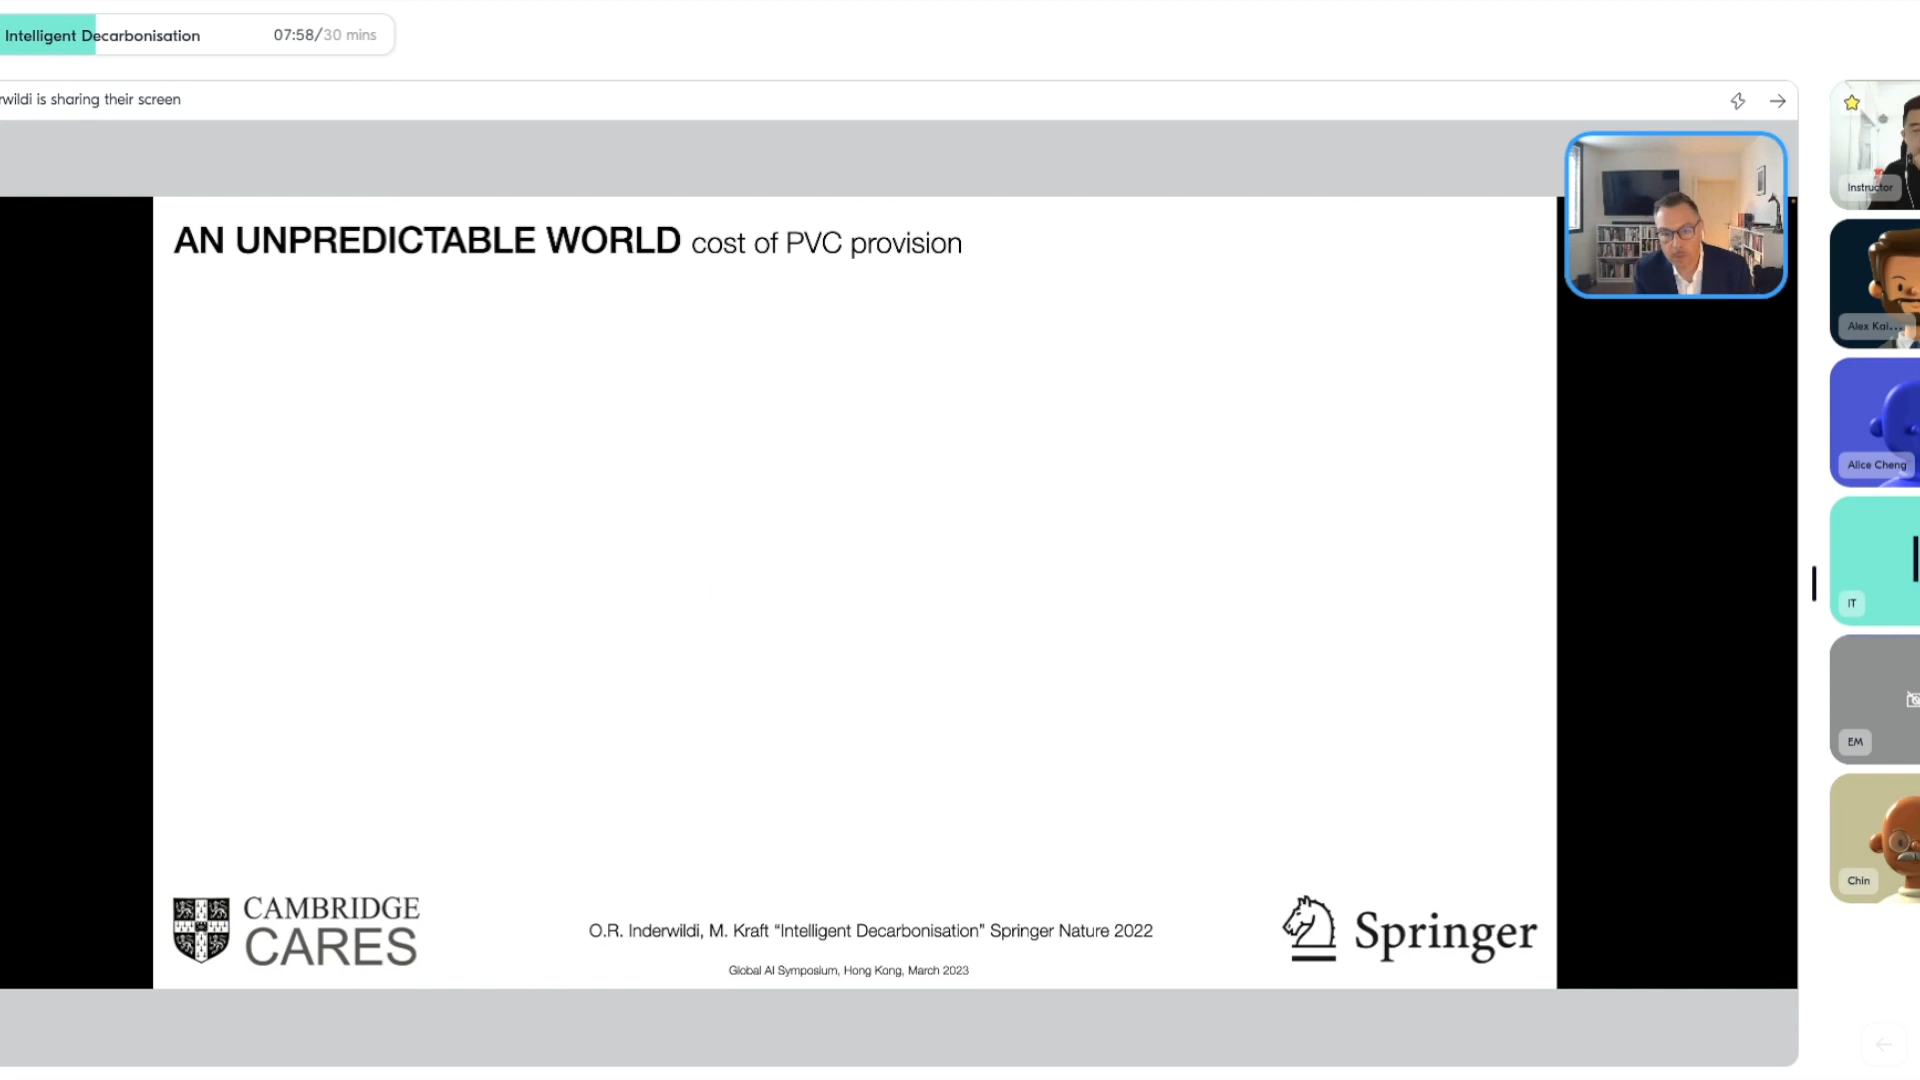 Intelligent Decarbonisation 07:58/30 mins
rwildi is sharing their screen
AN UNPREDICTABLE WORLD cost of PVC provision
Instructor
Alex Kai...
Alice Cheng
IT
EM
Chin
CAMBRIDGE
CARES
O.R. Inderwildi, M. Kraft “Intelligent Decarbonisation” Springer Nature 2022
Global AI Symposium, Hong Kong, March 2023
Springer